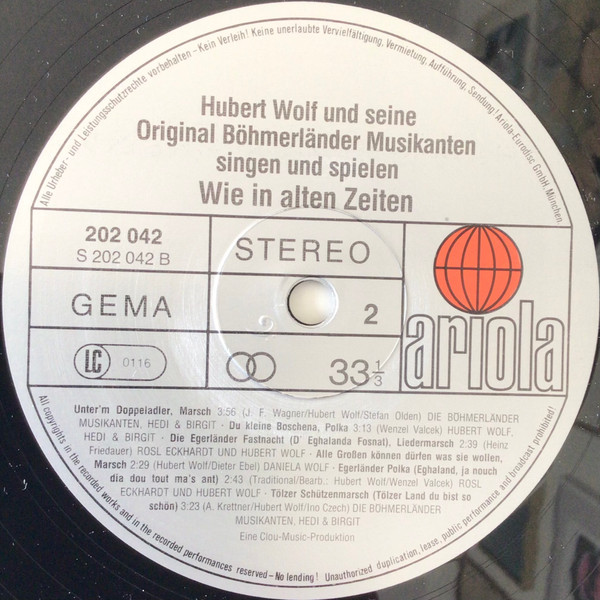 Alle Urheber- und Leistungsschutzrechte vorbehalten - Kein Verleih! Keine unerlaubte Vervielfältigung, Vermietung, Aufführung, Sendung! Ariola-Eurodisc GmbH München
Hubert Wolf und seine
Original Böhmerländer Musikanten
singen und spielen
Wie in alten Zeiten
202 042
S 202 042 B
STEREO
GEMA
2
LC 0116
33 1/3
ariola
Unter'm Doppeladler, Marsch 3:56 (J. F. Wagner/Hubert Wolf/Stefan Olden) DIE BÖHMERLÄNDER
MUSIKANTEN, HEDI & BIRGIT · Du kleine Boschena, Polka 3:13 (Wenzel Valcek) HUBERT WOLF,
HEDI & BIRGIT · Die Egerländer Fastnacht (D' Eghalanda Fosnat), Liedermarsch 2:39 (Heinz
Friedauer) ROSL ECKHARDT UND HUBERT WOLF · Alle Großen können dürfen was sie wollen,
Marsch 2:29 (Hubert Wolf/Dieter Ebel) DANIELA WOLF · Egerländer Polka (Eghaland, ja nouch
dia dou tout ma's ant) 2:43 (Traditional/Bearb.: Hubert Wolf/Wenzel Valcek) ROSL
ECKHARDT UND HUBERT WOLF · Tölzer Schützenmarsch (Tölzer Land du bist so
schön) 3:23 (A. Krettner/Hubert Wolf/Ino Czech) DIE BÖHMERLÄNDER
MUSIKANTEN, HEDI & BIRGIT
Eine Clou-Music-Produktion
All copyrights in the recorded works and in the recorded performances reserved - No lending! Unauthorized duplication, lease, public performance and broadcast prohibited!